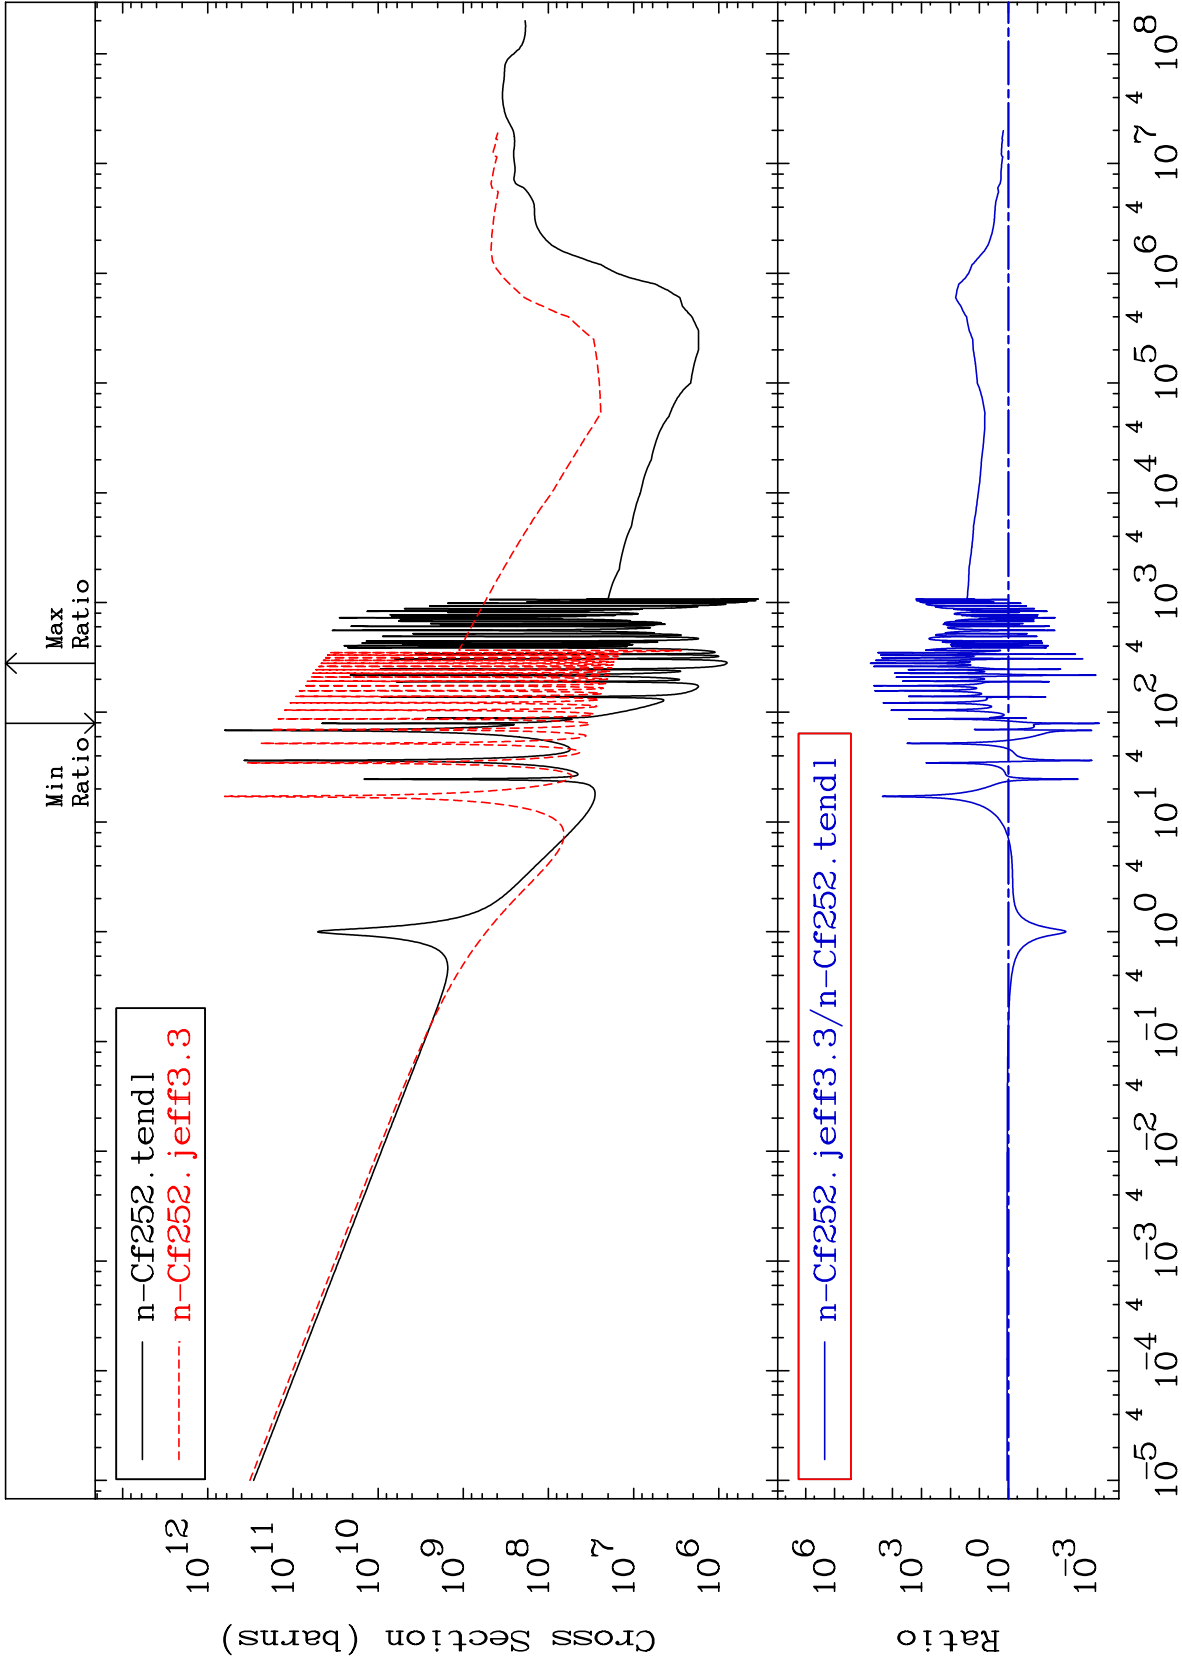 Min
Ratio
Max
Ratio
n-Cf252.tendl
n-Cf252.jeff3.3
Cross Section (barns)
10^12
10^11
10^10
10^9
10^8
10^7
10^6
n-Cf252.jeff3.3/n-Cf252.tendl
Ratio
10^6
10^3
10^0
10^-3
10^-5 4 10^-4 4 10^-3 4 10^-2 4 10^-1 4 10^0 4 10^1 4 10^2 4 10^3 4 10^4 4 10^5 4 10^6 4 10^7 4 10^8